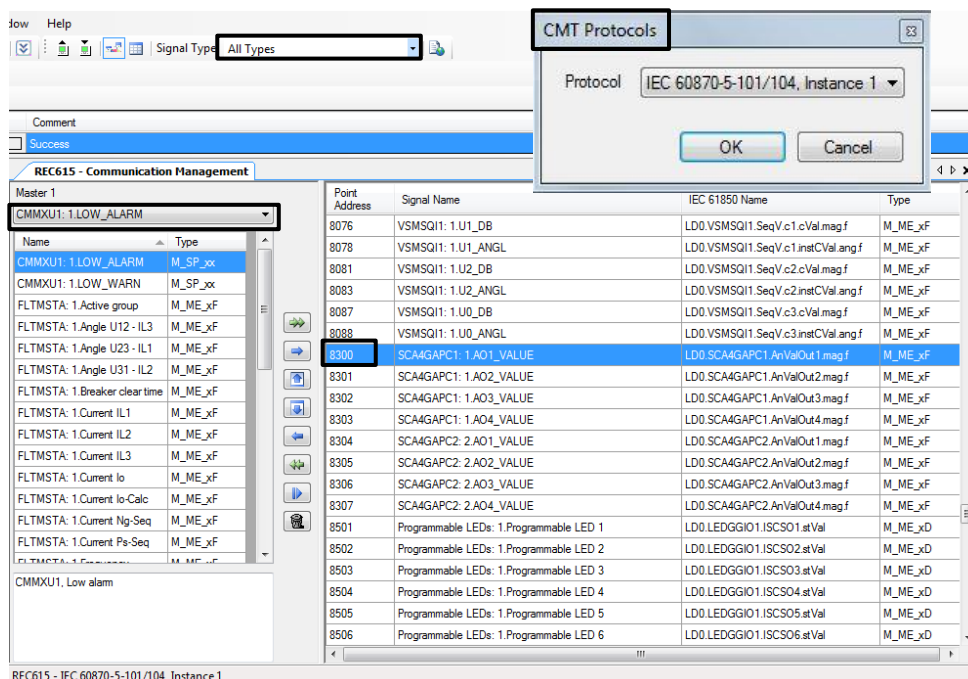 dow Help
Signal Type All Types
CMT Protocols
Protocol IEC 60870-5-101/104, Instance 1
OK Cancel
Comment
Success
REC615 - Communication Management
Master 1
CMMXU1: 1.LOW_ALARM
Name Type
CMMXU1: 1.LOW_ALARM M_SP_xx
CMMXU1: 1.LOW_WARN M_SP_xx
FLTMSTA: 1.Active group M_ME_xF
FLTMSTA: 1.Angle U12 - IL3 M_ME_xF
FLTMSTA: 1.Angle U23 - IL1 M_ME_xF
FLTMSTA: 1.Angle U31 - IL2 M_ME_xF
FLTMSTA: 1.Breaker clear time M_ME_xF
FLTMSTA: 1.Current IL1 M_ME_xF
FLTMSTA: 1.Current IL2 M_ME_xF
FLTMSTA: 1.Current IL3 M_ME_xF
FLTMSTA: 1.Current Io M_ME_xF
FLTMSTA: 1.Current Io-Calc M_ME_xF
FLTMSTA: 1.Current Ng-Seq M_ME_xF
FLTMSTA: 1.Current Ps-Seq M_ME_xF
FLTMSTA: 1.Frequency M_ME_xF
CMMXU1, Low alarm
Point Address Signal Name IEC 61850 Name Type
8076 VSMSQI1: 1.U1_DB LD0.VSMSQI1.SeqV.c1.cVal.mag.f M_ME_xF
8078 VSMSQI1: 1.U1_ANGL LD0.VSMSQI1.SeqV.c1.instCVal.ang.f M_ME_xF
8081 VSMSQI1: 1.U2_DB LD0.VSMSQI1.SeqV.c2.cVal.mag.f M_ME_xF
8083 VSMSQI1: 1.U2_ANGL LD0.VSMSQI1.SeqV.c2.instCVal.ang.f M_ME_xF
8087 VSMSQI1: 1.U0_DB LD0.VSMSQI1.SeqV.c3.cVal.mag.f M_ME_xF
8088 VSMSQI1: 1.U0_ANGL LD0.VSMSQI1.SeqV.c3.instCVal.ang.f M_ME_xF
8300 SCA4GAPC1: 1.AO1_VALUE LD0.SCA4GAPC1.AnValOut1.mag.f M_ME_xF
8301 SCA4GAPC1: 1.AO2_VALUE LD0.SCA4GAPC1.AnValOut2.mag.f M_ME_xF
8302 SCA4GAPC1: 1.AO3_VALUE LD0.SCA4GAPC1.AnValOut3.mag.f M_ME_xF
8303 SCA4GAPC1: 1.AO4_VALUE LD0.SCA4GAPC1.AnValOut4.mag.f M_ME_xF
8304 SCA4GAPC2: 2.AO1_VALUE LD0.SCA4GAPC2.AnValOut1.mag.f M_ME_xF
8305 SCA4GAPC2: 2.AO2_VALUE LD0.SCA4GAPC2.AnValOut2.mag.f M_ME_xF
8306 SCA4GAPC2: 2.AO3_VALUE LD0.SCA4GAPC2.AnValOut3.mag.f M_ME_xF
8307 SCA4GAPC2: 2.AO4_VALUE LD0.SCA4GAPC2.AnValOut4.mag.f M_ME_xF
8501 Programmable LEDs: 1.Programmable LED 1 LD0.LEDGGIO1.ISCSO1.stVal M_ME_xD
8502 Programmable LEDs: 1.Programmable LED 2 LD0.LEDGGIO1.ISCSO2.stVal M_ME_xD
8503 Programmable LEDs: 1.Programmable LED 3 LD0.LEDGGIO1.ISCSO3.stVal M_ME_xD
8504 Programmable LEDs: 1.Programmable LED 4 LD0.LEDGGIO1.ISCSO4.stVal M_ME_xD
8505 Programmable LEDs: 1.Programmable LED 5 LD0.LEDGGIO1.ISCSO5.stVal M_ME_xD
8506 Programmable LEDs: 1.Programmable LED 6 LD0.LEDGGIO1.ISCSO6.stVal M_ME_xD
REC615 - IEC 60870-5-101/104, Instance 1